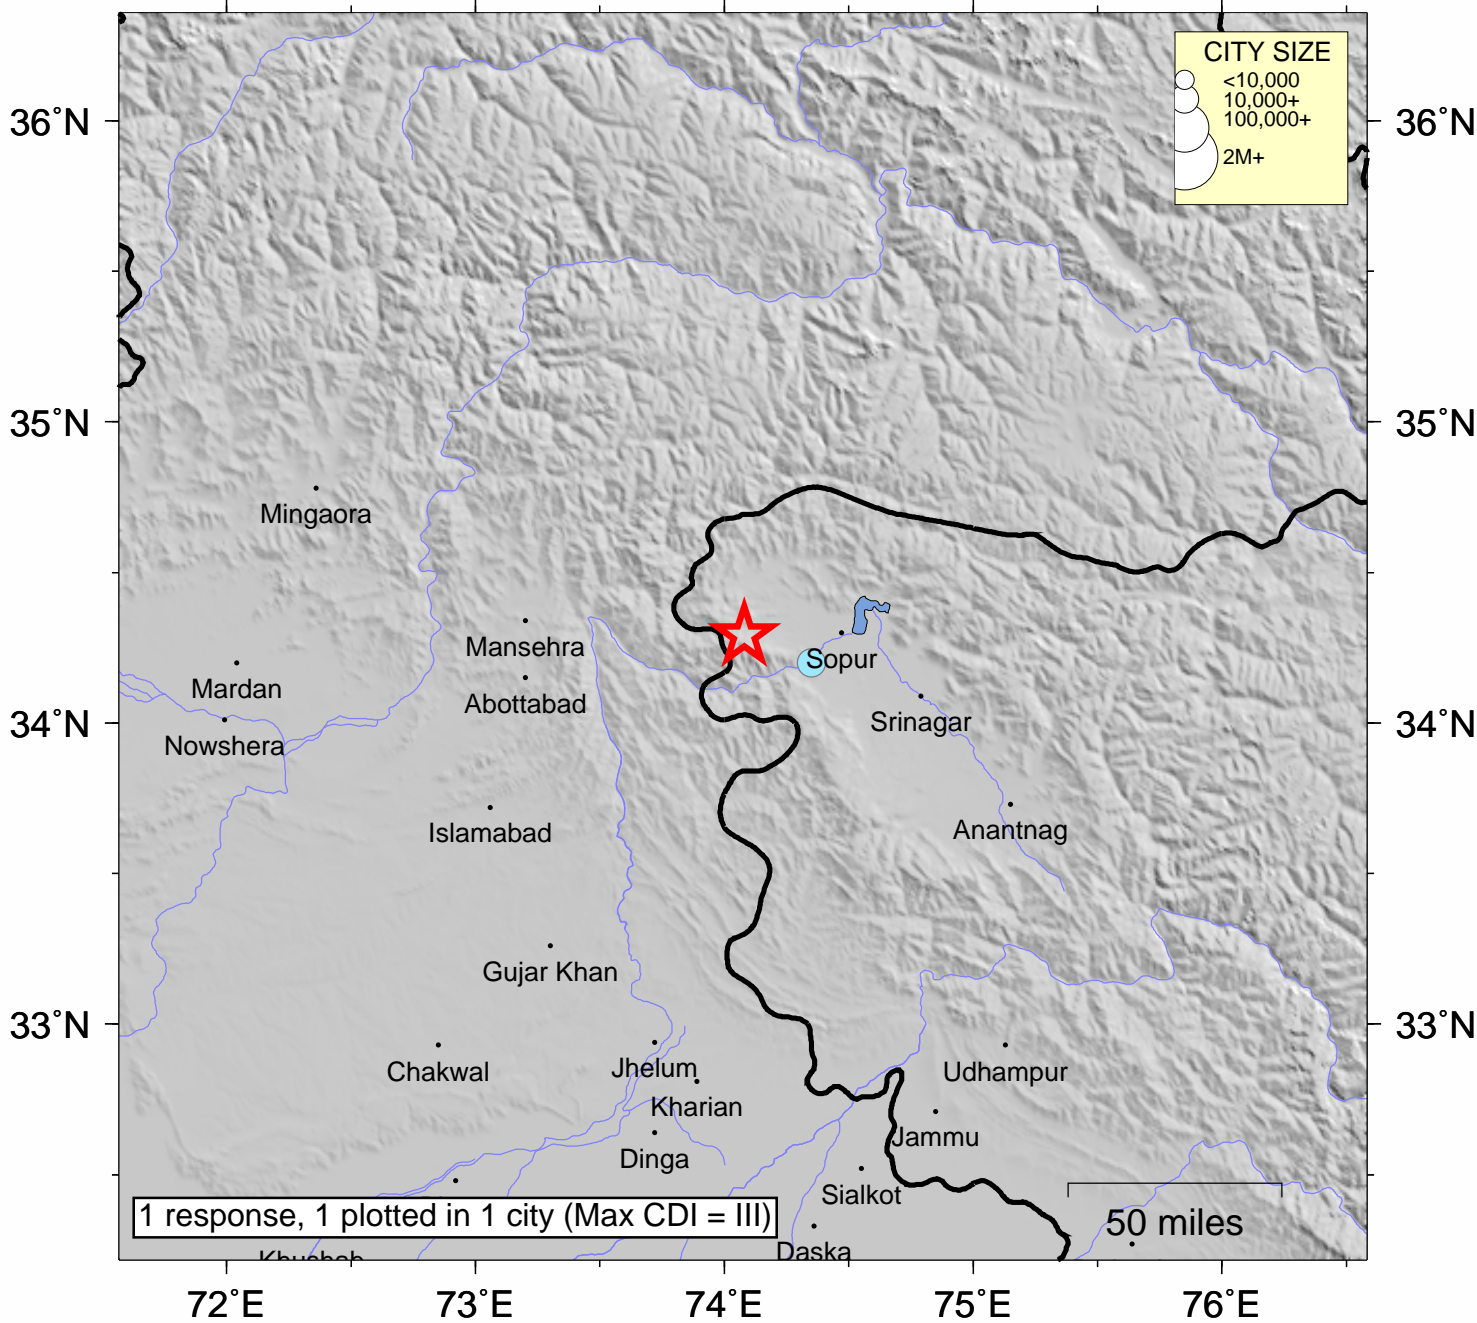 CITY SIZE
<10,000
10,000+
100,000+
2M+
36˚N
36˚N
35˚N
35˚N
Mingaora
Mansehra
Sopur
Mardan
Abottabad
Srinagar
34˚N
34˚N
Nowshera
Islamabad
Anantnag
Gujar Khan
33˚N
33˚N
Chakwal
Jhelum
Udhampur
Kharian
Jammu
Dinga
Sialkot
1 response, 1 plotted in 1 city (Max CDI = III)
50 miles
Khushab
Daska
72˚E
73˚E
74˚E
75˚E
76˚E